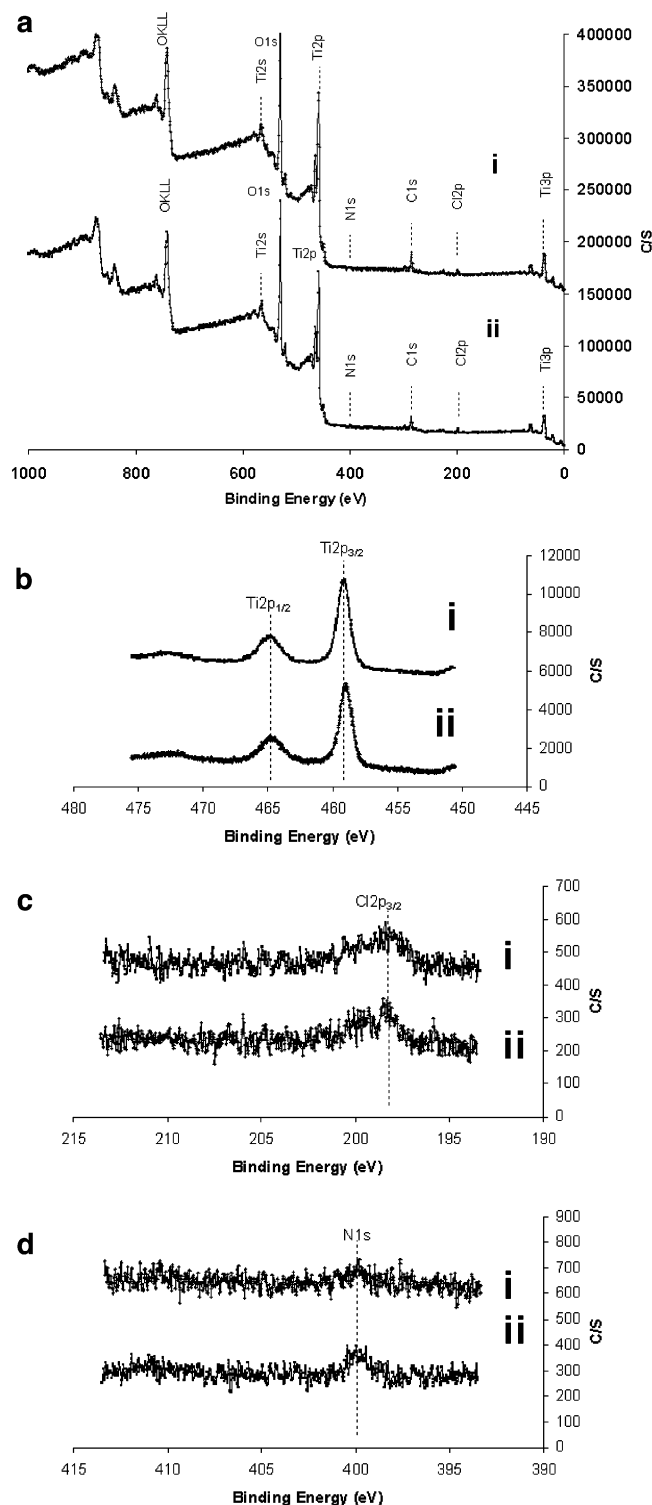 a
OKLL
Ti2s
O1s
Ti2p
N1s
C1s
Cl2p
Ti3p
i
OKLL
Ti2s
O1s
Ti2p
N1s
C1s
Cl2p
Ti3p
ii
400000
350000
300000
250000
200000
150000
100000
50000
0
C/S
1000 800 600 400 200 0
Binding Energy (eV)
b
Ti2p1/2
Ti2p3/2
i
ii
12000
10000
8000
6000
4000
2000
0
C/S
480 475 470 465 460 455 450 445
Binding Energy (eV)
c
Cl2p3/2
i
ii
700
600
500
400
300
200
100
0
C/S
215 210 205 200 195 190
Binding Energy (eV)
d
N1s
i
ii
900
800
700
600
500
400
300
200
100
0
C/S
415 410 405 400 395 390
Binding Energy (eV)